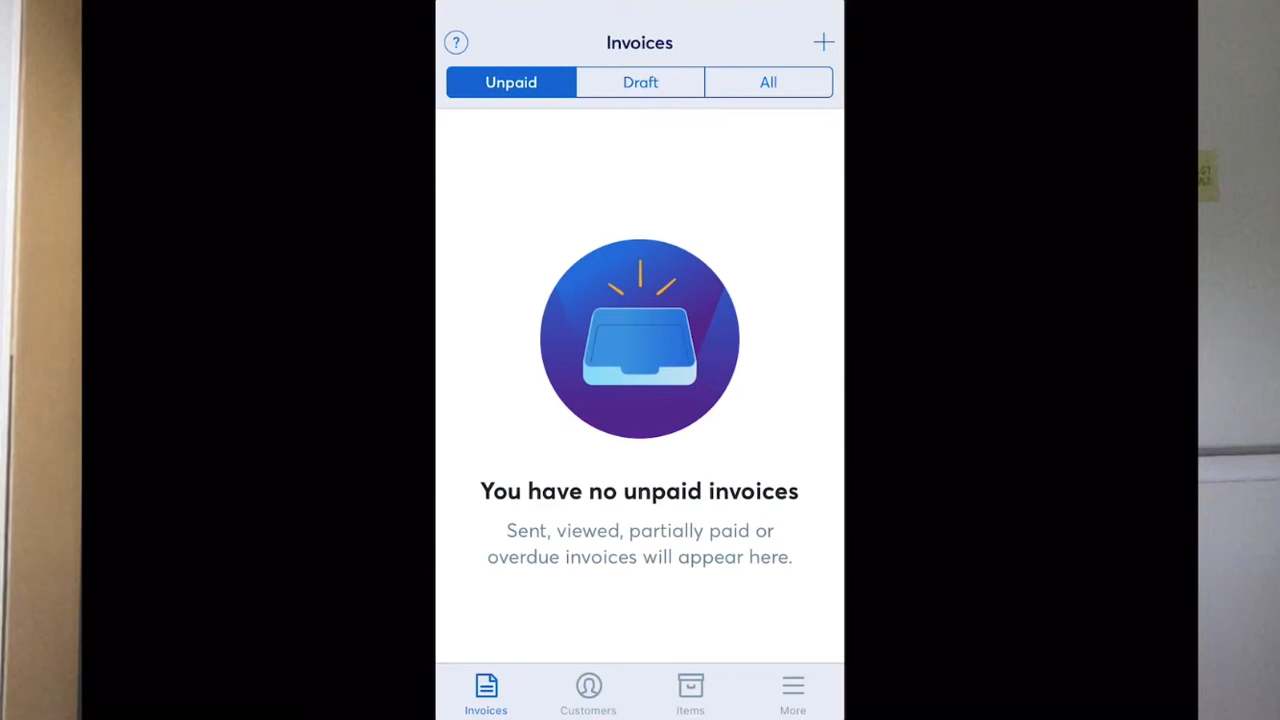 ?
Invoices
Unpaid
Draft
All
You have no unpaid invoices
Sent, viewed, partially paid or
overdue invoices will appear here.
Invoices
Customers
Items
More